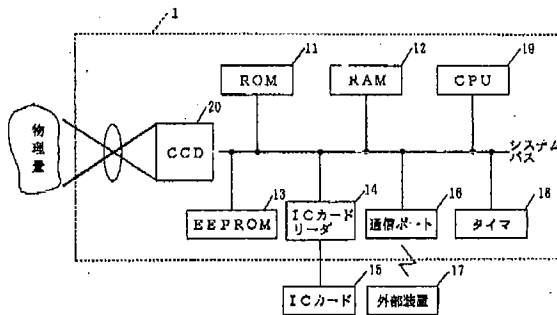 1
11
12
19
ROM
RAM
CPU
20
物理量
CCD
システム
バス
13
14
16
18
EEPROM
ICカード
リーダ
通信ポート
タイマ
15
17
ICカード
外部装置